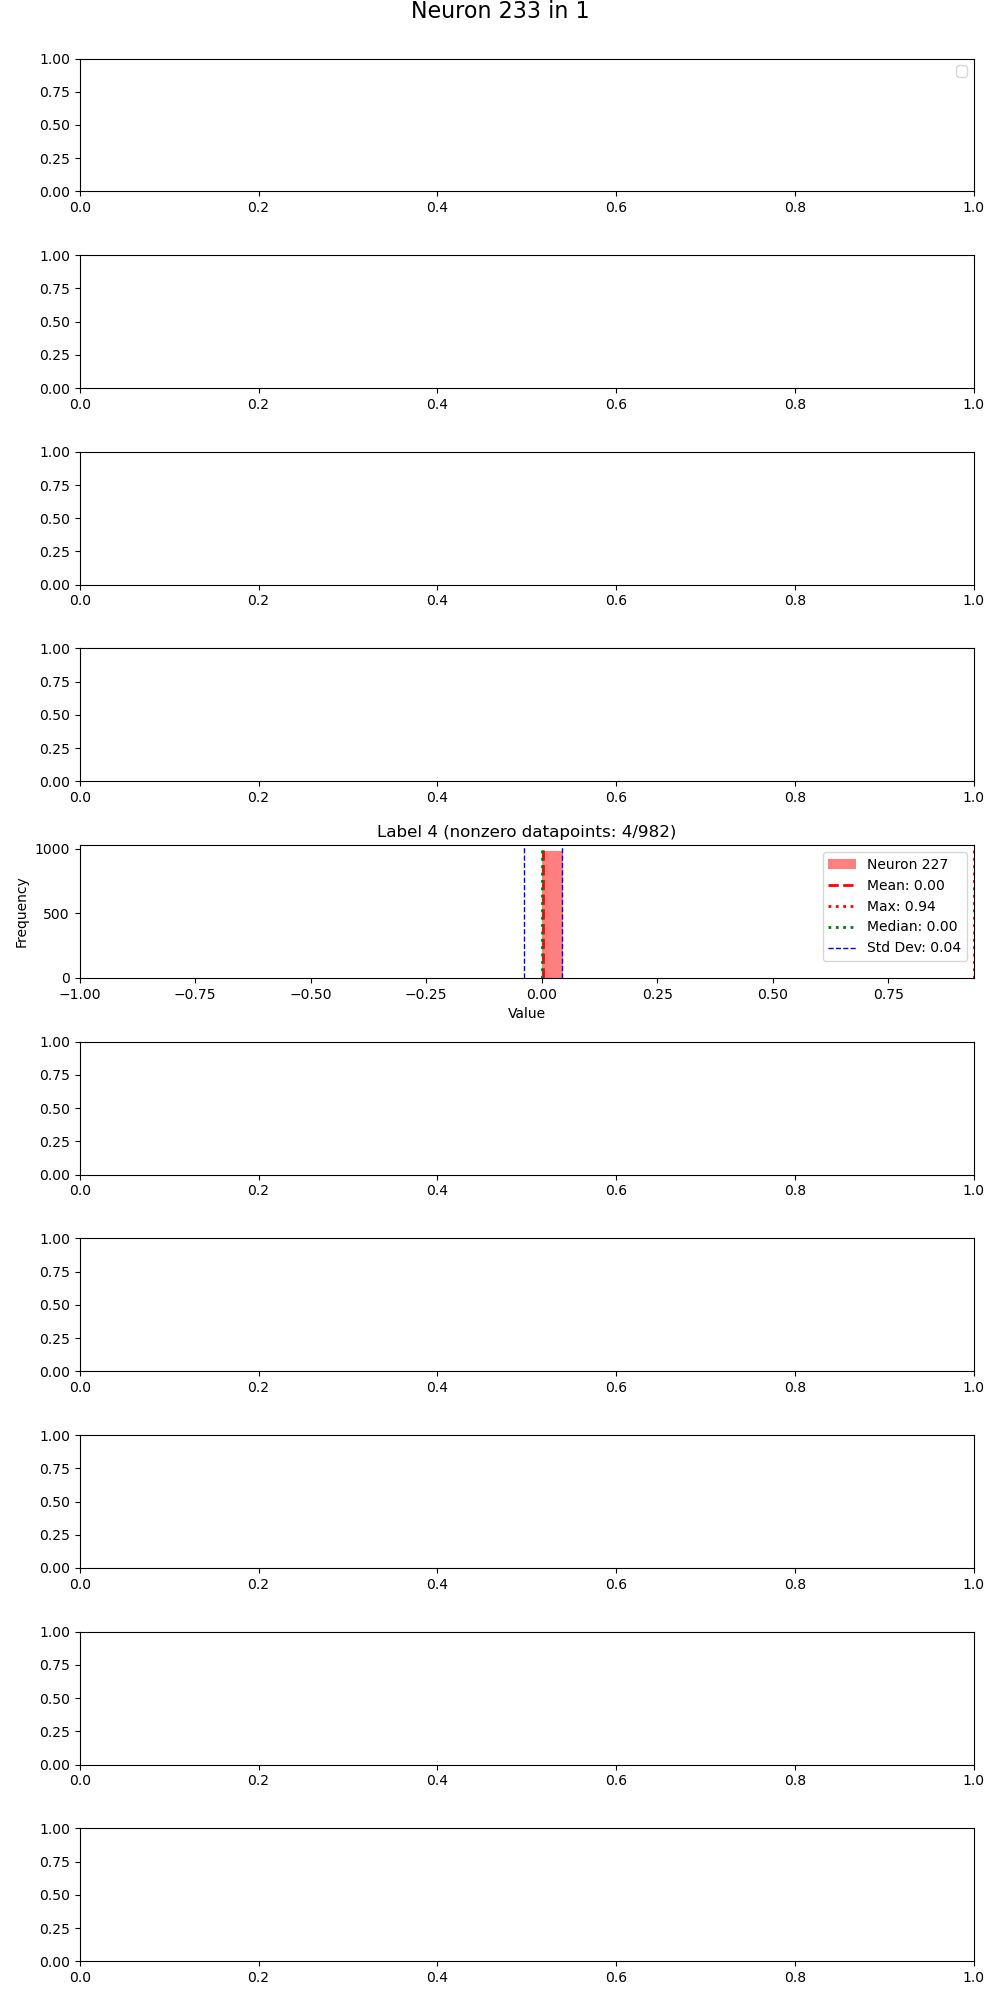 Neuron 233 in 1
1.00
0.75
0.50
0.25
0.00
0.0 0.2 0.4 0.6 0.8 1.0
1.00
0.75
0.50
0.25
0.00
0.0 0.2 0.4 0.6 0.8 1.0
1.00
0.75
0.50
0.25
0.00
0.0 0.2 0.4 0.6 0.8 1.0
1.00
0.75
0.50
0.25
0.00
0.0 0.2 0.4 0.6 0.8 1.0
Label 4 (nonzero datapoints: 4/982)
Frequency
1000
500
0
Neuron 227
Mean: 0.00
Max: 0.94
Median: 0.00
Std Dev: 0.04
−1.00 −0.75 −0.50 −0.25 0.00 0.25 0.50 0.75
Value
1.00
0.75
0.50
0.25
0.00
0.0 0.2 0.4 0.6 0.8 1.0
1.00
0.75
0.50
0.25
0.00
0.0 0.2 0.4 0.6 0.8 1.0
1.00
0.75
0.50
0.25
0.00
0.0 0.2 0.4 0.6 0.8 1.0
1.00
0.75
0.50
0.25
0.00
0.0 0.2 0.4 0.6 0.8 1.0
1.00
0.75
0.50
0.25
0.00
0.0 0.2 0.4 0.6 0.8 1.0